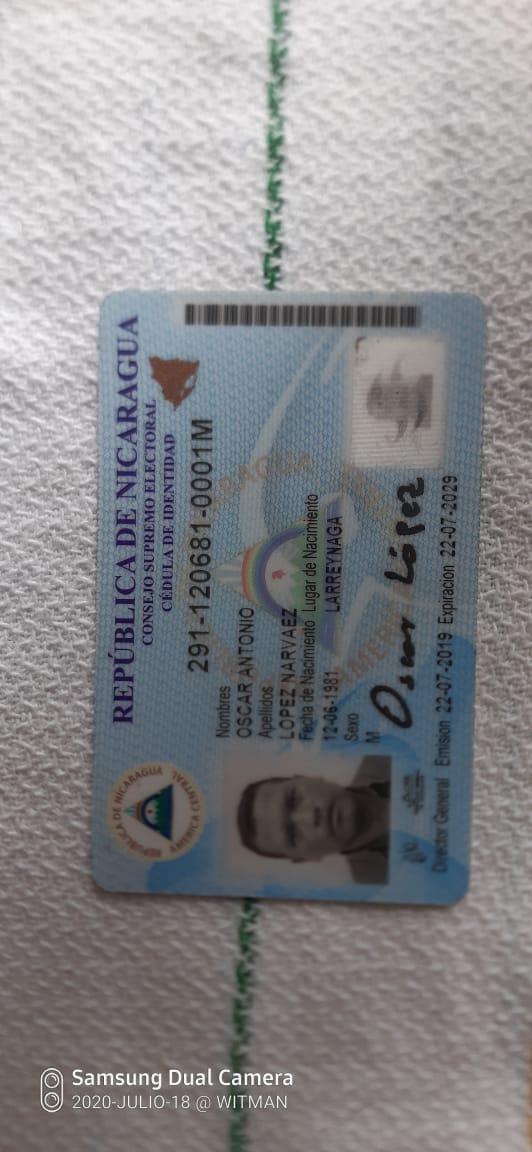 REPÚBLICA DE NICARAGUA
CONSEJO SUPREMO ELECTORAL
CÉDULA DE IDENTIDAD
291-120681-0001M
Nombres
OSCAR ANTONIO
Apellidos
LOPEZ NARVAEZ
Fecha de Nacimiento Lugar de Nacimiento
12-06-1981 LARREYNAGA
Sexo
M
Oscar López
Director General Emision 22-07-2019 Expiracion 22-07-2029
REPUBLICA DE NICARAGUA
AMERICA CENTRAL
Samsung Dual Camera
2020-JULIO-18 @ WITMAN